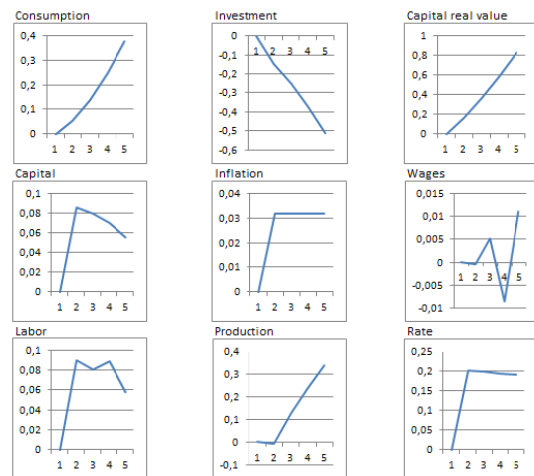 Consumption
0,4
0,3
0,2
0,1
0
1 2 3 4 5
Investment
0
-0,1
-0,2
-0,3
-0,4
-0,5
-0,6
1 2 3 4 5
Capital real value
1
0,8
0,6
0,4
0,2
0
1 2 3 4 5
Capital
0,1
0,08
0,06
0,04
0,02
0
1 2 3 4 5
Inflation
0,04
0,03
0,02
0,01
0
1 2 3 4 5
Wages
0,015
0,01
0,005
0
-0,005
-0,01
1 2 3 4 5
Labor
0,1
0,08
0,06
0,04
0,02
0
1 2 3 4 5
Production
0,4
0,3
0,2
0,1
0
-0,1
1 2 3 4 5
Rate
0,25
0,2
0,15
0,1
0,05
0
1 2 3 4 5